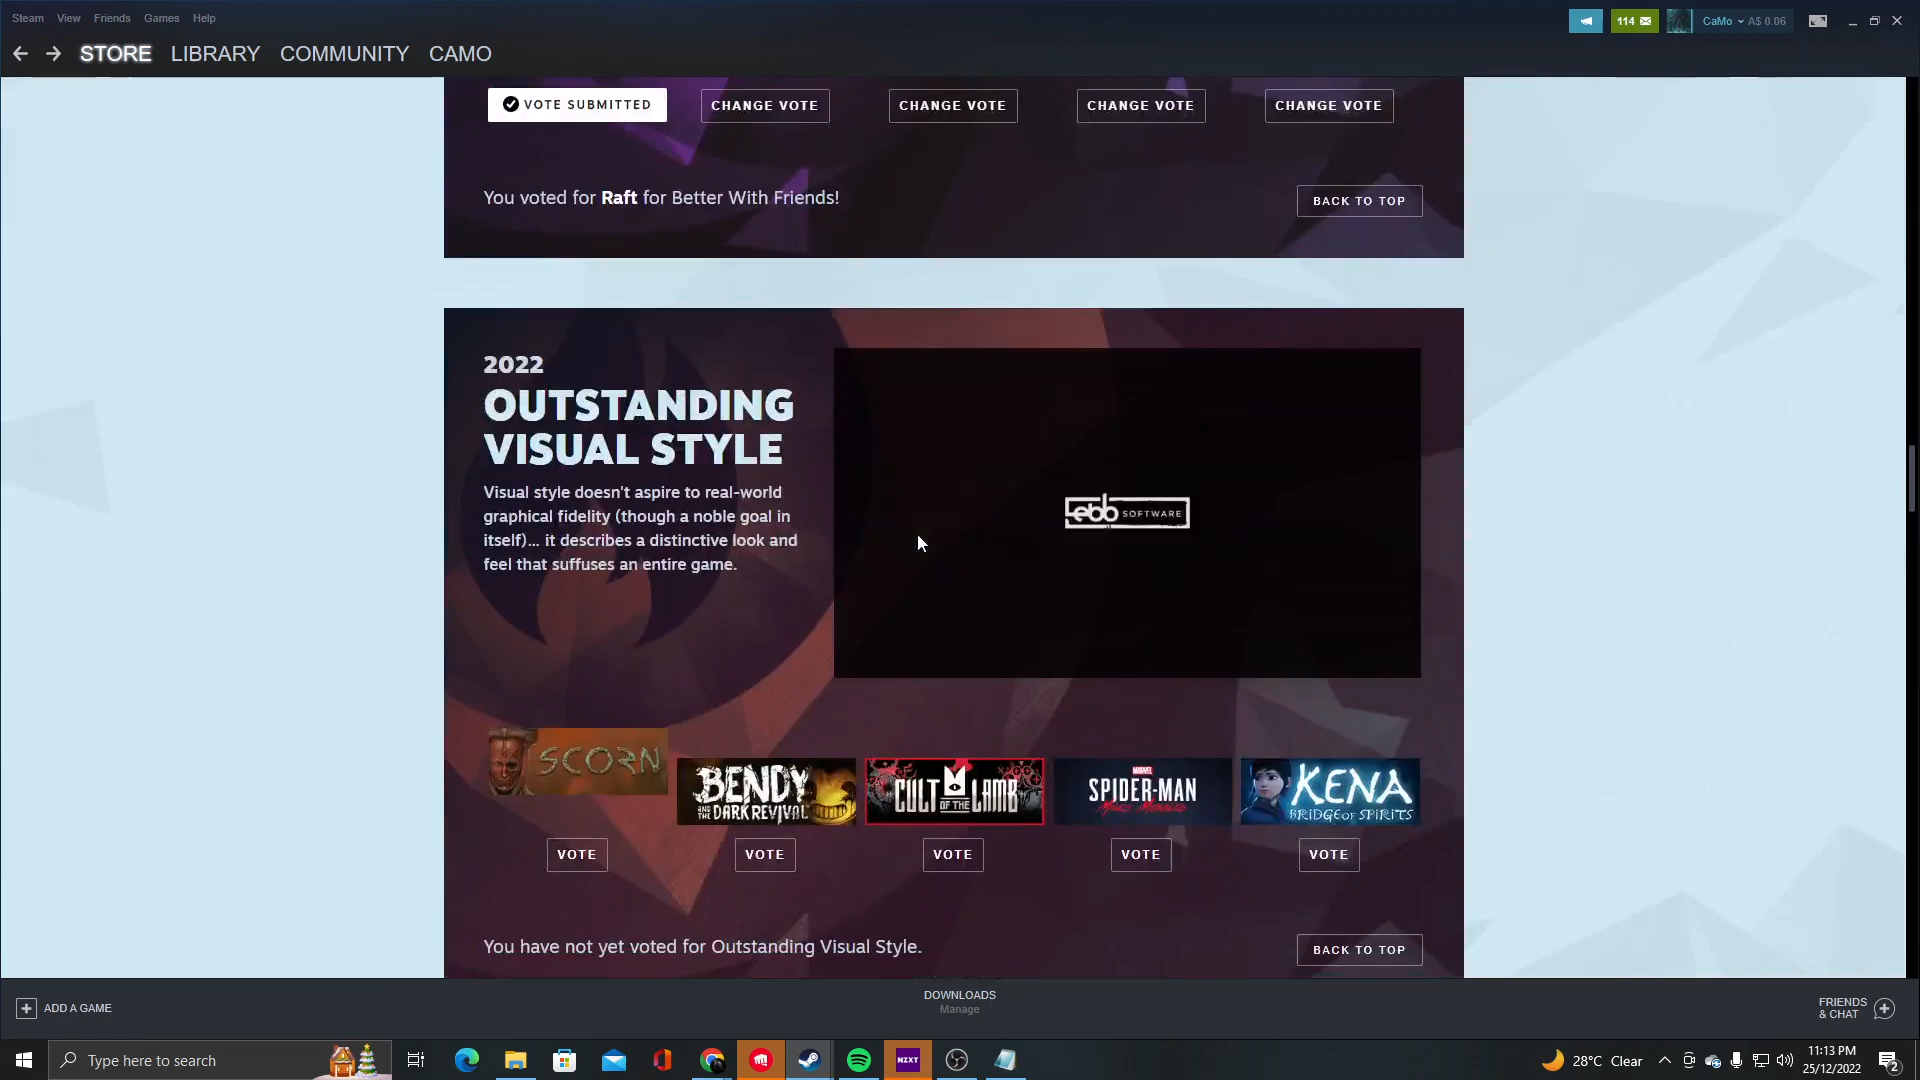 Steam View Friends Games Help
114 CaMo A$ 0.06
STORE LIBRARY COMMUNITY CAMO
VOTE SUBMITTED CHANGE VOTE CHANGE VOTE CHANGE VOTE CHANGE VOTE
You voted for Raft for Better With Friends!
BACK TO TOP
2022
OUTSTANDING
VISUAL STYLE
Visual style doesn't aspire to real-world
graphical fidelity (though a noble goal in
itself)... it describes a distinctive look and
feel that suffuses an entire game.
ebb SOFTWARE
SCORN
BENDY
AND THE DARK REVIVAL
CULT OF THE LAMB
MARVEL
SPIDER-MAN
MILES MORALES
KENA
BRIDGE OF SPIRITS
VOTE VOTE VOTE VOTE VOTE
You have not yet voted for Outstanding Visual Style.
BACK TO TOP
ADD A GAME
DOWNLOADS
Manage
FRIENDS
& CHAT
Type here to search
NZXT
28°C Clear
11:13 PM
25/12/2022
2